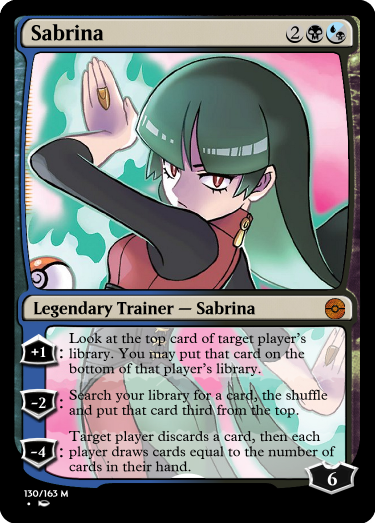 Sabrina 2
Legendary Trainer — Sabrina
+1 : Look at the top card of target player's
library. You may put that card on the
bottom of that player's library.
-2 : Search your library for a card, the shuffle
and put that card third from the top.
-4 : Target player discards a card, then each
player draws cards equal to the number of
cards in their hand.
6
130/163 M